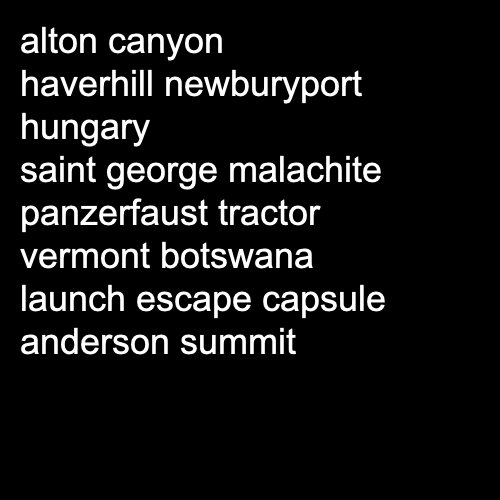 alton canyon
haverhill newburyport
hungary
saint george malachite
panzerfaust tractor
vermont botswana
launch escape capsule
anderson summit